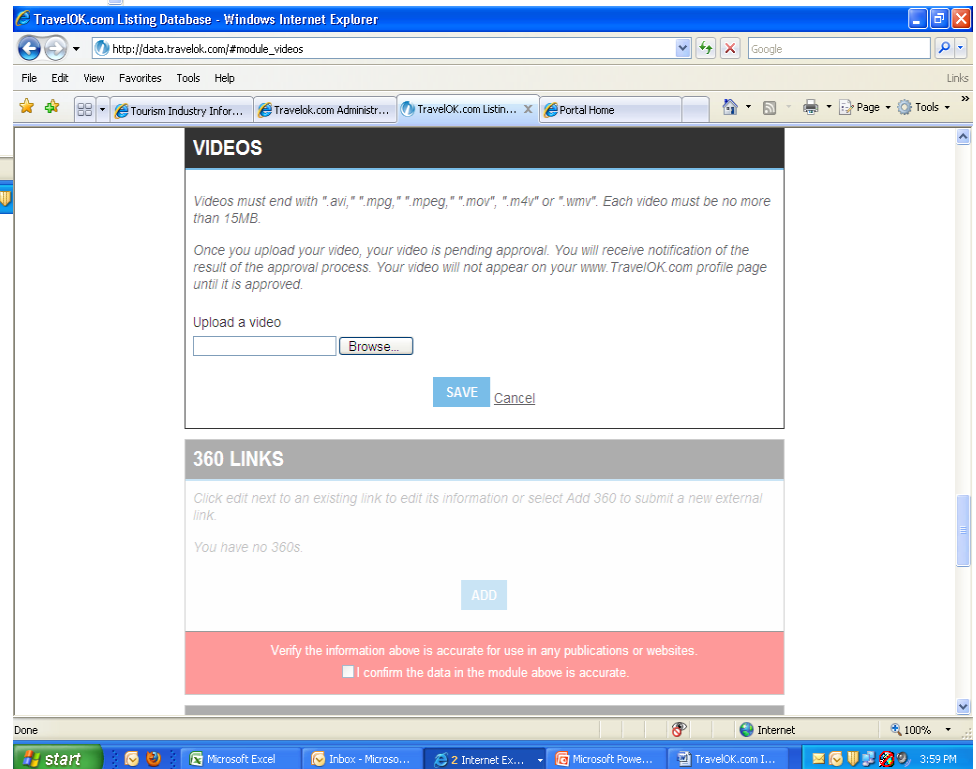 TravelOK.com Listing Database - Windows Internet Explorer
http://data.travelok.com/#module_videos
Google
File Edit View Favorites Tools Help
Links
Tourism Industry Infor...
Travelok.com Administr...
TravelOK.com Listin...
Portal Home
Page
Tools
»
VIDEOS
Videos must end with ".avi," ".mpg," ".mpeg," ".mov", ".m4v" or ".wmv". Each video must be no more
than 15MB.
Once you upload your video, your video is pending approval. You will receive notification of the
result of the approval process. Your video will not appear on your www.TravelOK.com profile page
until it is approved.
Upload a video
Browse...
SAVE Cancel
360 LINKS
Click edit next to an existing link to edit its information or select Add 360 to submit a new external
link.
You have no 360s.
ADD
Verify the information above is accurate for use in any publications or websites.
I confirm the data in the module above is accurate.
Done
Internet
100%
start
Microsoft Excel
Inbox - Microso...
2 Internet Ex...
Microsoft Powe...
TravelOK.com I...
3:59 PM